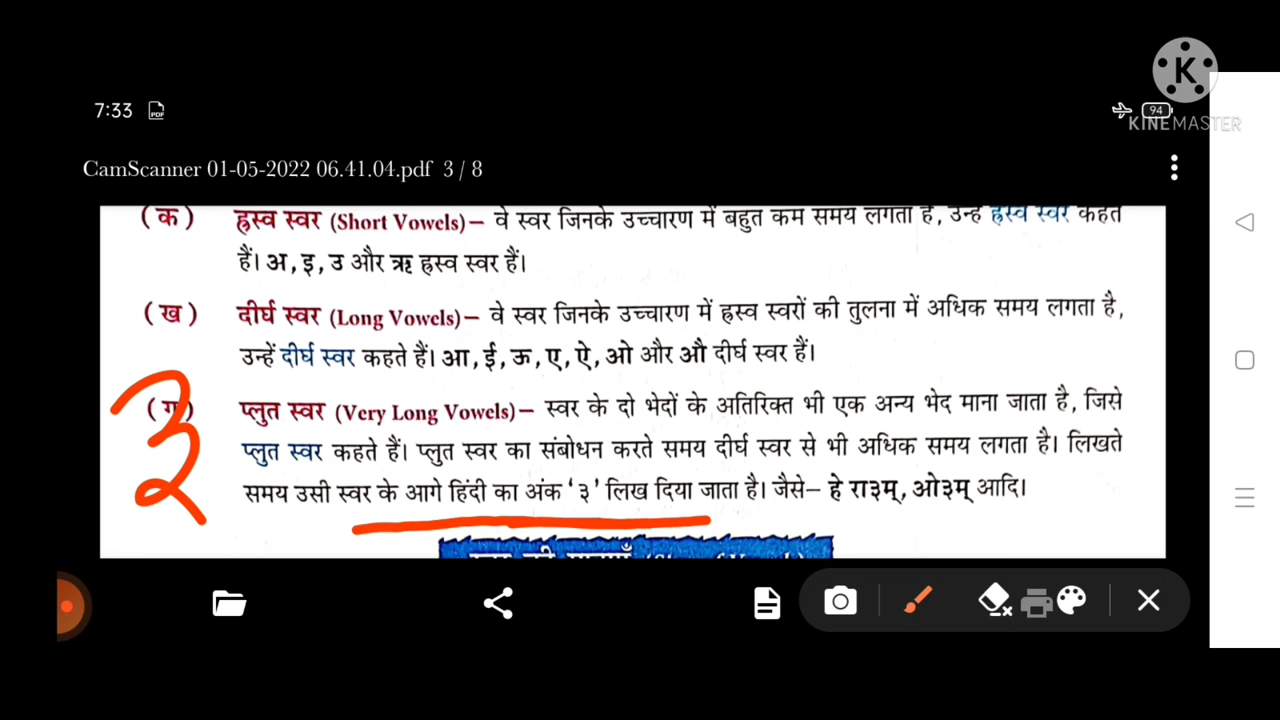 7:33
94
KINEMASTER
CamScanner 01-05-2022 06.41.04.pdf 3 / 8
(क) ह्रस्व स्वर (Short Vowels)– वे स्वर जिनके उच्चारण में बहुत कम समय लगता है, उन्हें ह्रस्व स्वर कहते
हैं। अ, इ, उ और ऋ ह्रस्व स्वर हैं।
(ख) दीर्घ स्वर (Long Vowels)– वे स्वर जिनके उच्चारण में ह्रस्व स्वरों की तुलना में अधिक समय लगता है,
उन्हें दीर्घ स्वर कहते हैं। आ, ई, ऊ, ए, ऐ, ओ और औ दीर्घ स्वर हैं।
३
(ग) प्लुत स्वर (Very Long Vowels)– स्वर के दो भेदों के अतिरिक्त भी एक अन्य भेद माना जाता है, जिसे
प्लुत स्वर कहते हैं। प्लुत स्वर का संबोधन करते समय दीर्घ स्वर से भी अधिक समय लगता है। लिखते
समय उसी स्वर के आगे हिंदी का अंक ‘३’ लिख दिया जाता है। जैसे– हे रा३म्, ओ३म् आदि।